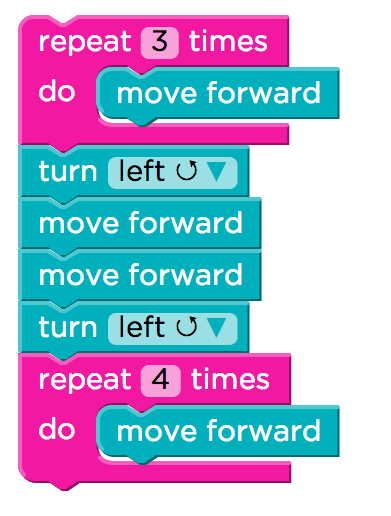 repeat 3 times
do move forward
turn left
move forward
move forward
turn left
repeat 4 times
do move forward